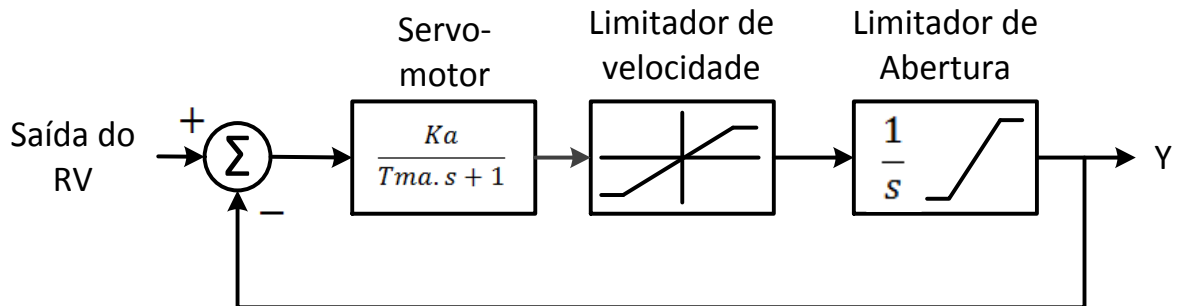 Servo-
motor
Limitador de
velocidade
Limitador de
Abertura
Saída do
RV
+
Σ
−
Ka
Tma. s + 1
1
s
Y